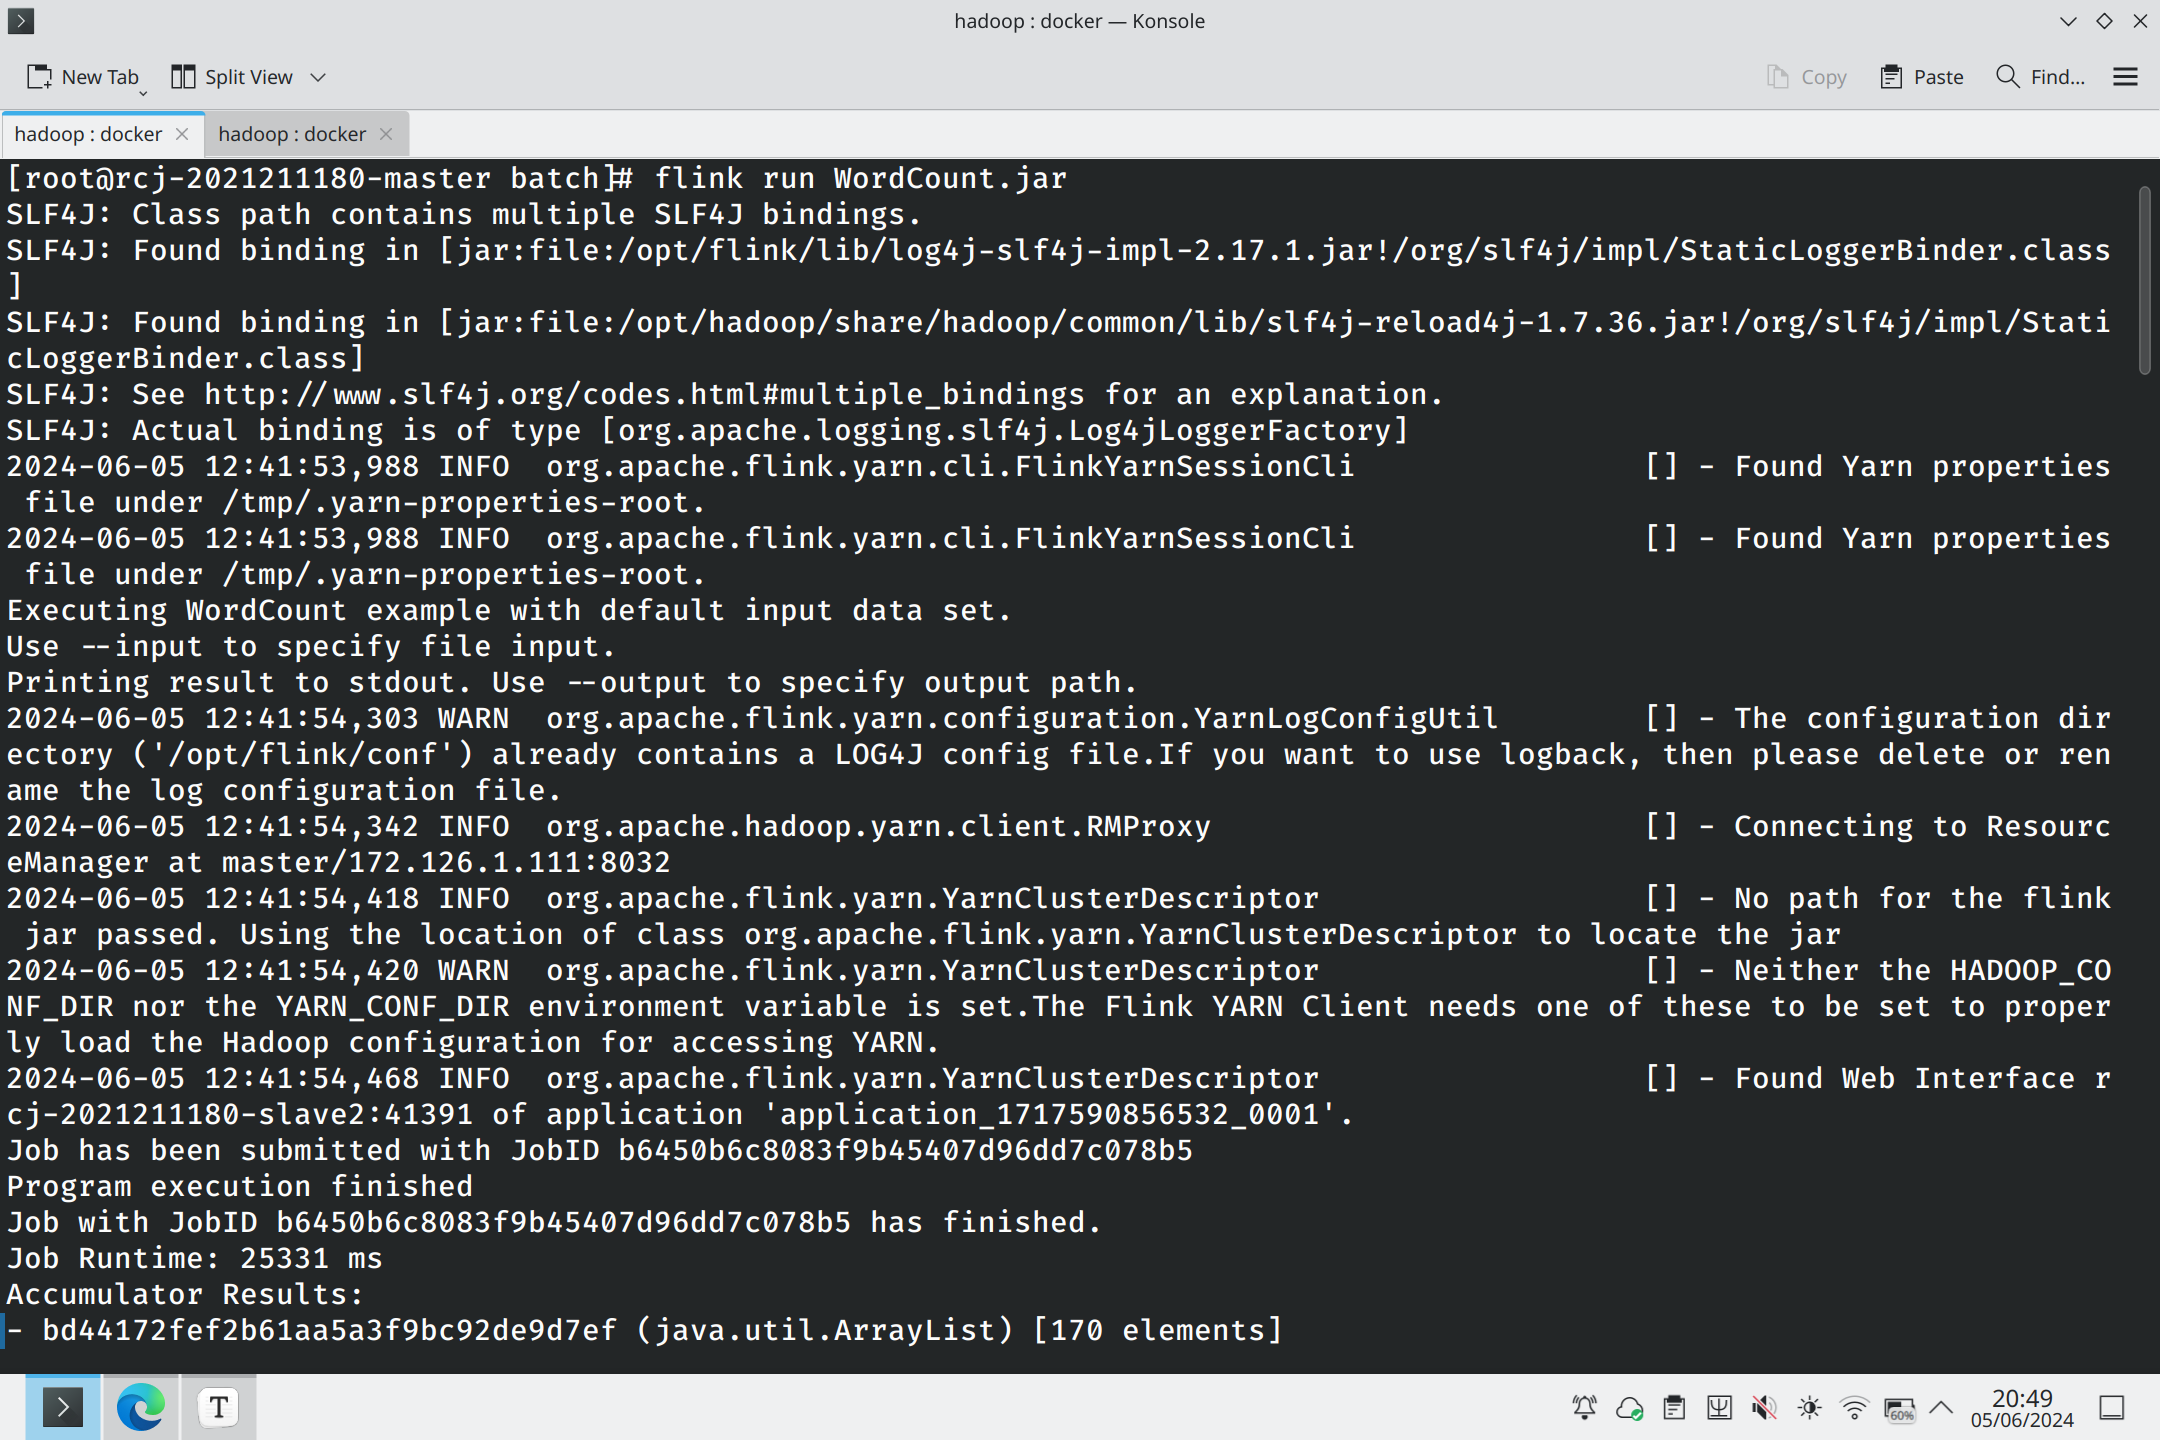 hadoop : docker — Konsole
New Tab Split View Copy Paste Find...
hadoop : docker hadoop : docker
[root@rcj-2021211180-master batch]# flink run WordCount.jar
SLF4J: Class path contains multiple SLF4J bindings.
SLF4J: Found binding in [jar:file:/opt/flink/lib/log4j-slf4j-impl-2.17.1.jar!/org/slf4j/impl/StaticLoggerBinder.class
]
SLF4J: Found binding in [jar:file:/opt/hadoop/share/hadoop/common/lib/slf4j-reload4j-1.7.36.jar!/org/slf4j/impl/Stati
cLoggerBinder.class]
SLF4J: See http://www.slf4j.org/codes.html#multiple_bindings for an explanation.
SLF4J: Actual binding is of type [org.apache.logging.slf4j.Log4jLoggerFactory]
2024-06-05 12:41:53,988 INFO  org.apache.flink.yarn.cli.FlinkYarnSessionCli                [] - Found Yarn properties
 file under /tmp/.yarn-properties-root.
2024-06-05 12:41:53,988 INFO  org.apache.flink.yarn.cli.FlinkYarnSessionCli                [] - Found Yarn properties
 file under /tmp/.yarn-properties-root.
Executing WordCount example with default input data set.
Use --input to specify file input.
Printing result to stdout. Use --output to specify output path.
2024-06-05 12:41:54,303 WARN  org.apache.flink.yarn.configuration.YarnLogConfigUtil        [] - The configuration dir
ectory ('/opt/flink/conf') already contains a LOG4J config file.If you want to use logback, then please delete or ren
ame the log configuration file.
2024-06-05 12:41:54,342 INFO  org.apache.hadoop.yarn.client.RMProxy                        [] - Connecting to Resourc
eManager at master/172.126.1.111:8032
2024-06-05 12:41:54,418 INFO  org.apache.flink.yarn.YarnClusterDescriptor                  [] - No path for the flink
 jar passed. Using the location of class org.apache.flink.yarn.YarnClusterDescriptor to locate the jar
2024-06-05 12:41:54,420 WARN  org.apache.flink.yarn.YarnClusterDescriptor                  [] - Neither the HADOOP_CO
NF_DIR nor the YARN_CONF_DIR environment variable is set.The Flink YARN Client needs one of these to be set to proper
ly load the Hadoop configuration for accessing YARN.
2024-06-05 12:41:54,468 INFO  org.apache.flink.yarn.YarnClusterDescriptor                  [] - Found Web Interface r
cj-2021211180-slave2:41391 of application 'application_1717590856532_0001'.
Job has been submitted with JobID b6450b6c8083f9b45407d96dd7c078b5
Program execution finished
Job with JobID b6450b6c8083f9b45407d96dd7c078b5 has finished.
Job Runtime: 25331 ms
Accumulator Results:
- bd44172fef2b61aa5a3f9bc92de9d7ef (java.util.ArrayList) [170 elements]
T 60% 20:49
05/06/2024